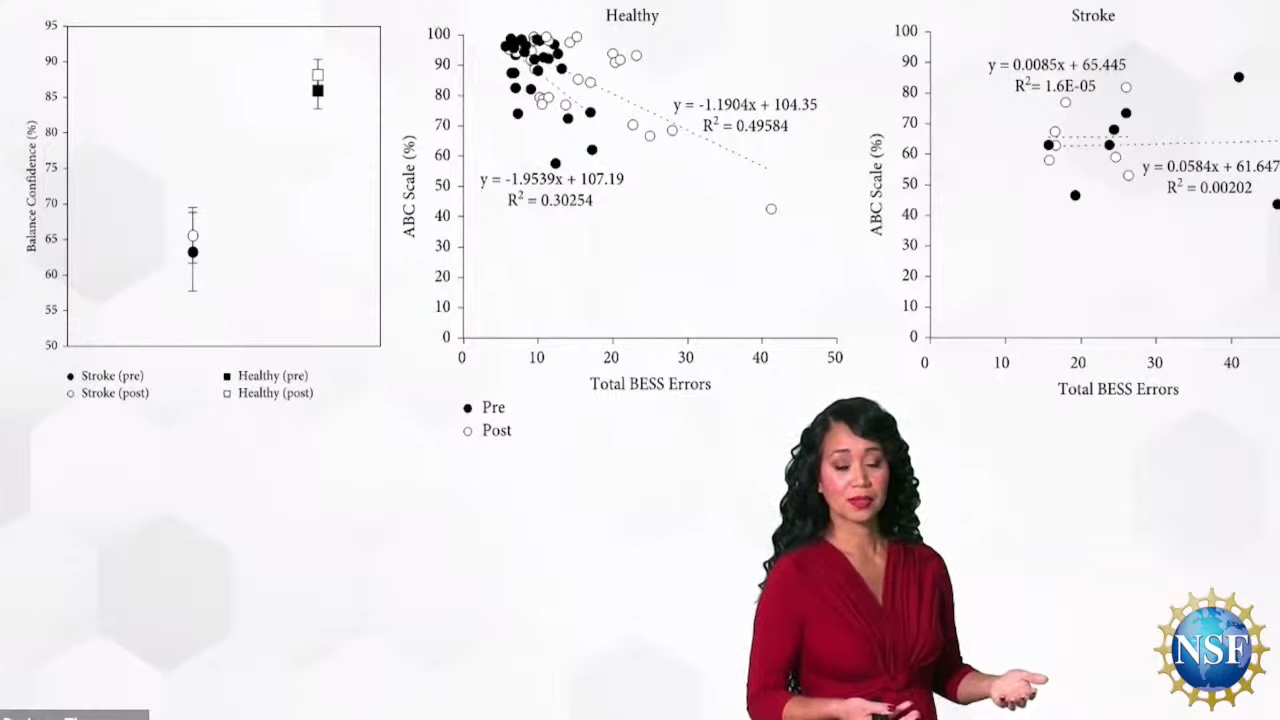 95
90
85
80
75
70
65
60
55
50
Balance Confidence (%)
Stroke (pre)
Stroke (post)
Healthy (pre)
Healthy (post)
Healthy
100
90
80
70
60
50
40
30
20
10
0
ABC Scale (%)
y = -1.1904x + 104.35
R² = 0.49584
y = -1.9539x + 107.19
R² = 0.30254
0 10 20 30 40 50
Total BESS Errors
Pre
Post
Stroke
100
90
80
70
60
50
40
30
20
10
0
ABC Scale (%)
y = 0.0085x + 65.445
R²= 1.6E-05
y = 0.0584x + 61.647
R² = 0.00202
0 10 20 30 40
Total BESS Errors
NSF